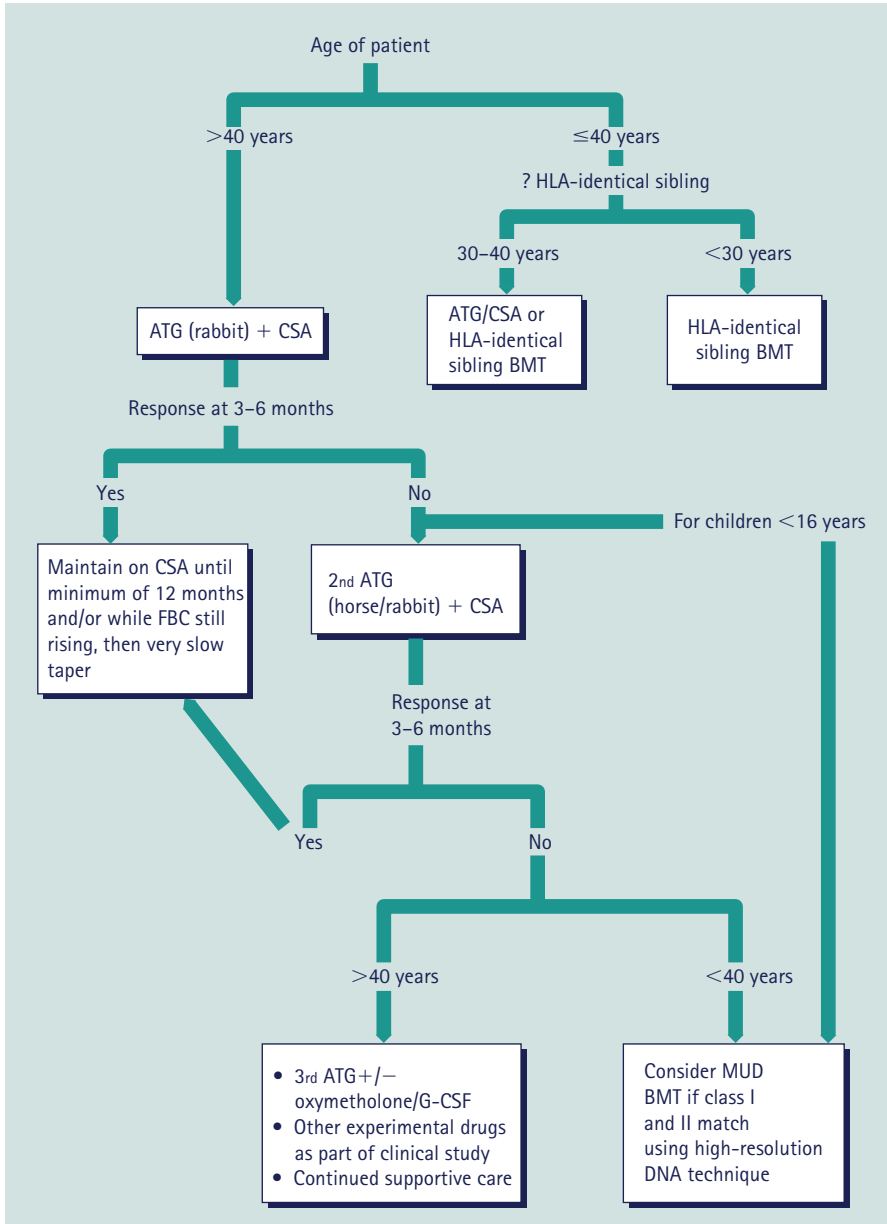 Age of patient
>40 years
≤40 years
? HLA-identical sibling
30–40 years
<30 years
ATG (rabbit) + CSA
ATG/CSA or
HLA-identical
sibling BMT
HLA-identical
sibling BMT
Response at 3–6 months
Yes
No
For children <16 years
Maintain on CSA until
minimum of 12 months
and/or while FBC still
rising, then very slow
taper
2nd ATG
(horse/rabbit) + CSA
Response at
3–6 months
Yes
No
>40 years
<40 years
• 3rd ATG+/−
oxymetholone/G-CSF
• Other experimental drugs
as part of clinical study
• Continued supportive care
Consider MUD
BMT if class I
and II match
using high-resolution
DNA technique